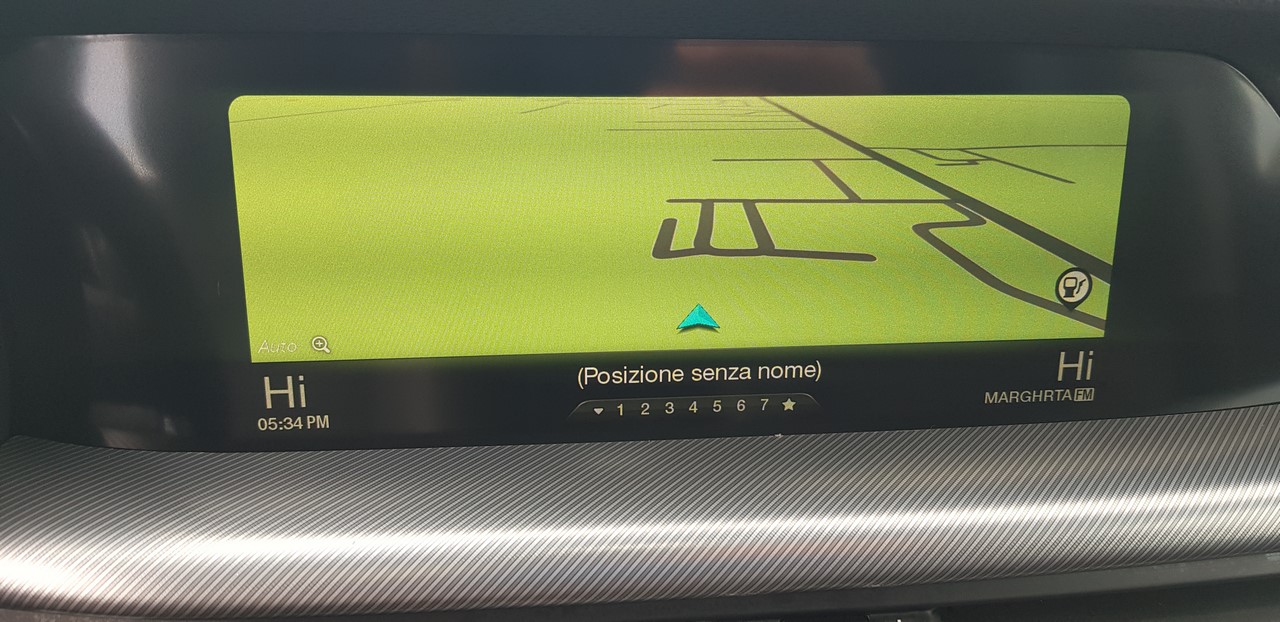 Auto
Hi
05:34 PM
(Posizione senza nome)
1 2 3 4 5 6 7
Hi
MARGHRTA FM